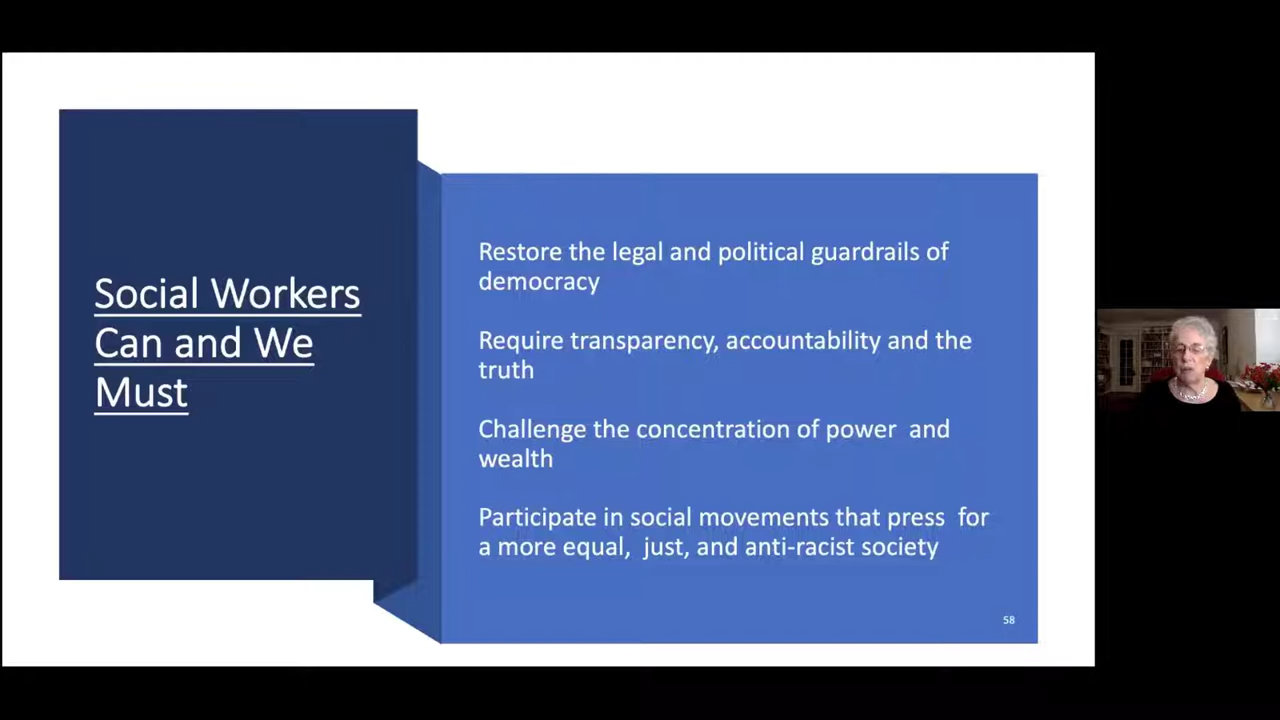 Social Workers
Can and We
Must
Restore the legal and political guardrails of
democracy
Require transparency, accountability and the
truth
Challenge the concentration of power  and
wealth
Participate in social movements that press  for
a more equal,  just, and anti-racist society
58